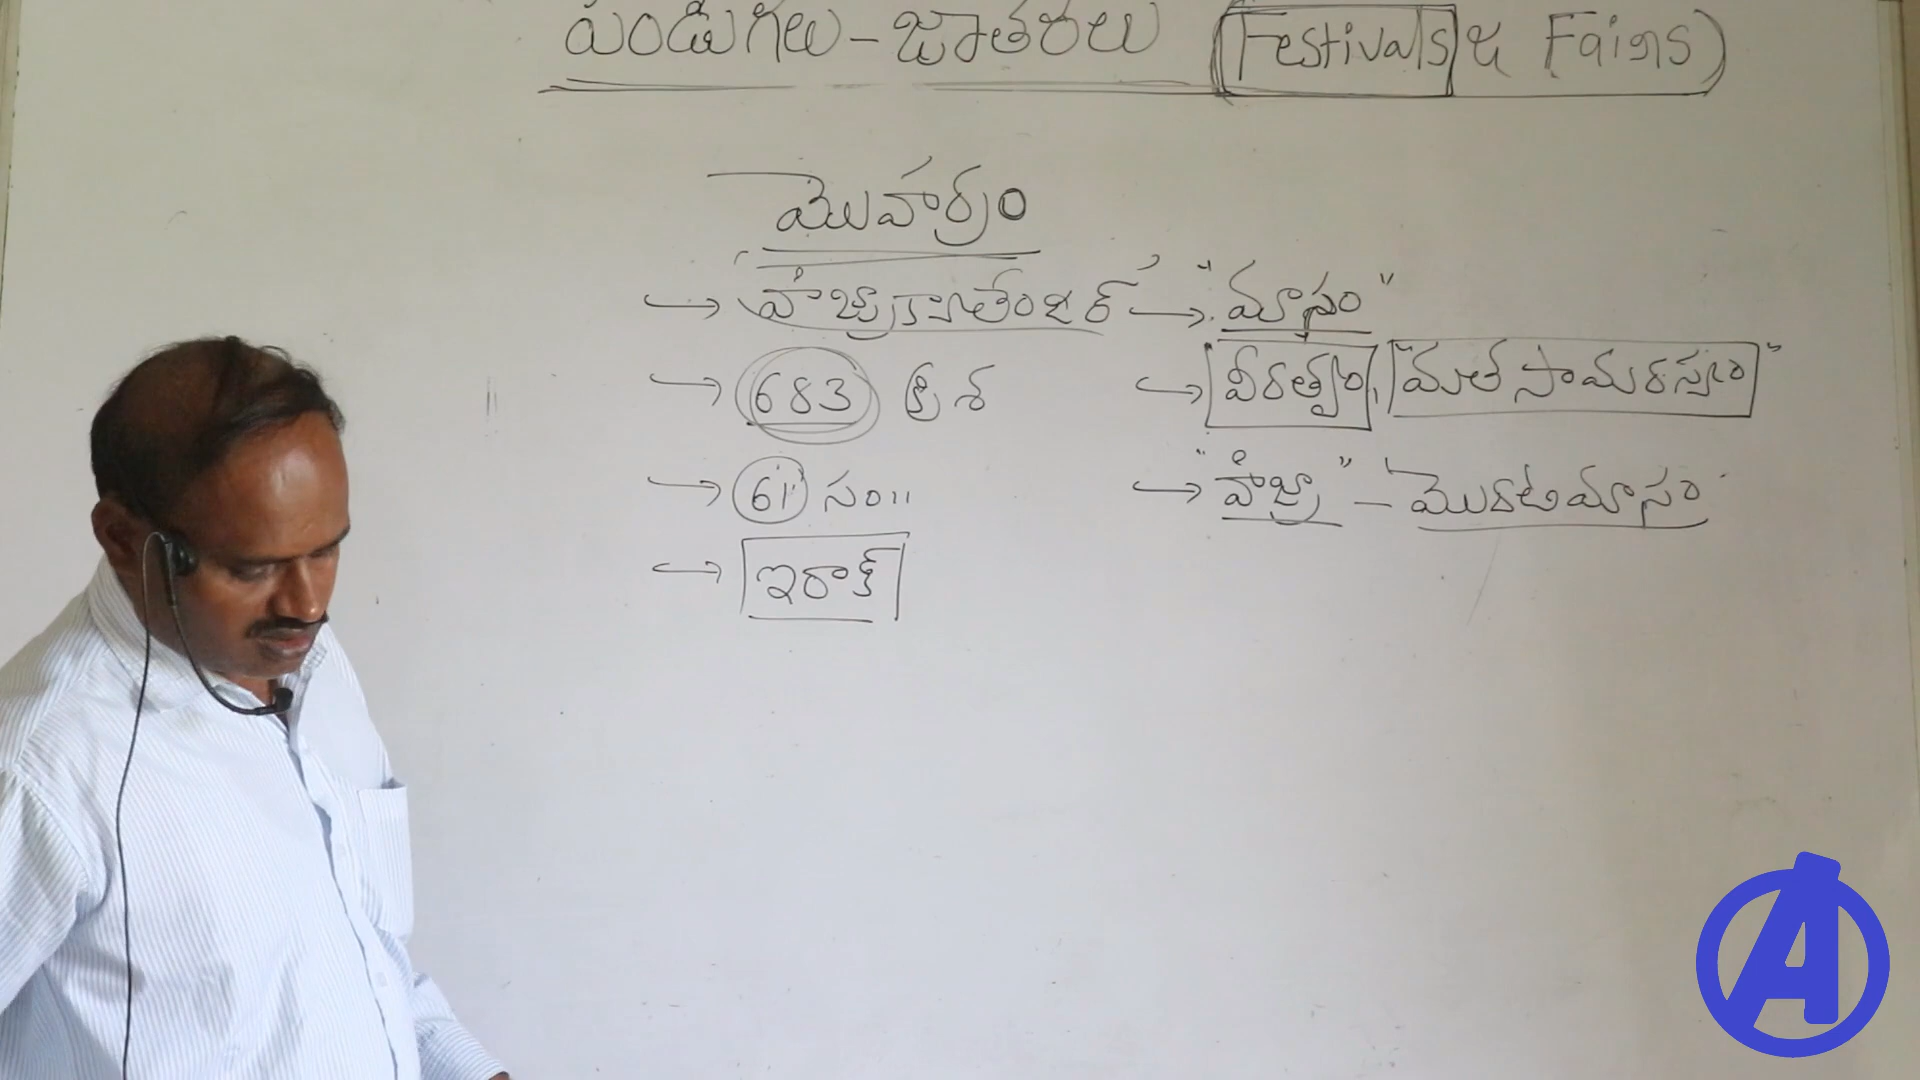 పండుగలు - జాతరలు (Festivals & Fairs)
మొహర్రం
→ హిజ్రీకాలెండర్ → "మాసం"
→ 683 క్రీ శ → వీరత్వం, "మత సామరస్యం"
→ 61 సం॥ → "హిజ్రీ" - మొదటి మాసం
→ ఇరాక్